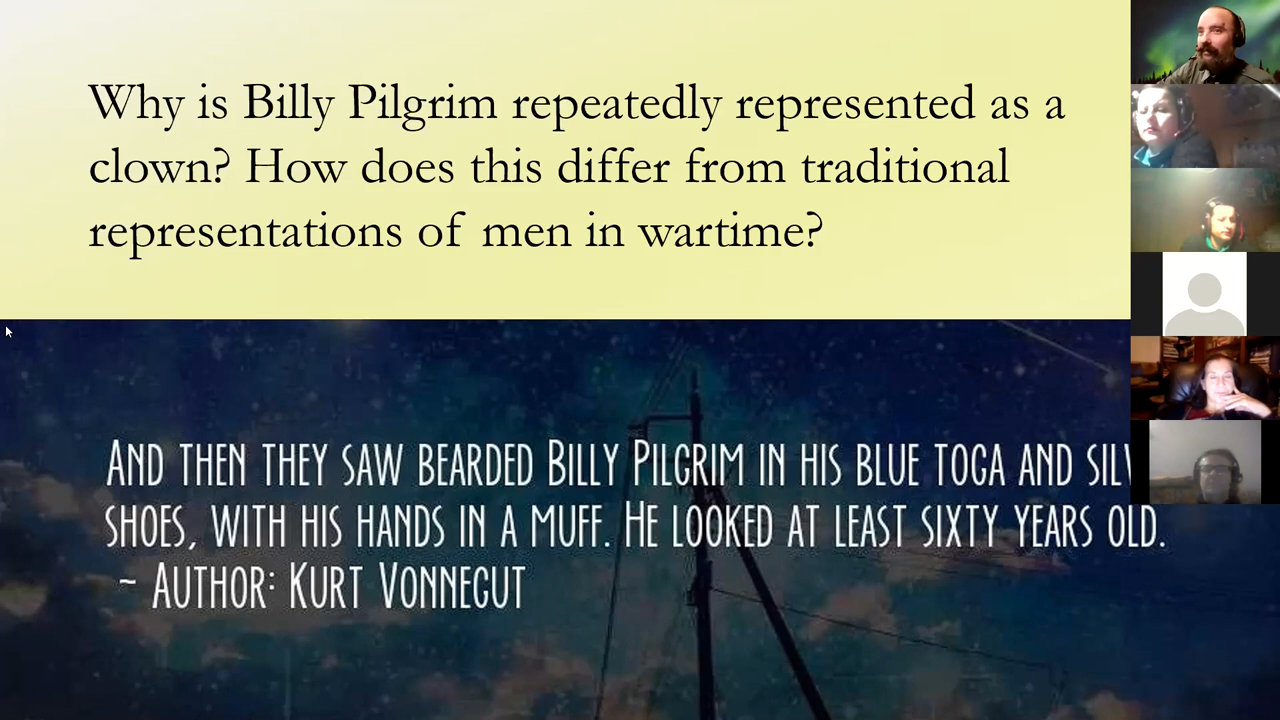 Why is Billy Pilgrim repeatedly represented as a
clown? How does this differ from traditional
representations of men in wartime?
And then they saw bearded Billy Pilgrim in his blue toga and
shoes, with his hands in a muff. He looked at least sixty years old.
~ Author: Kurt Vonnegut